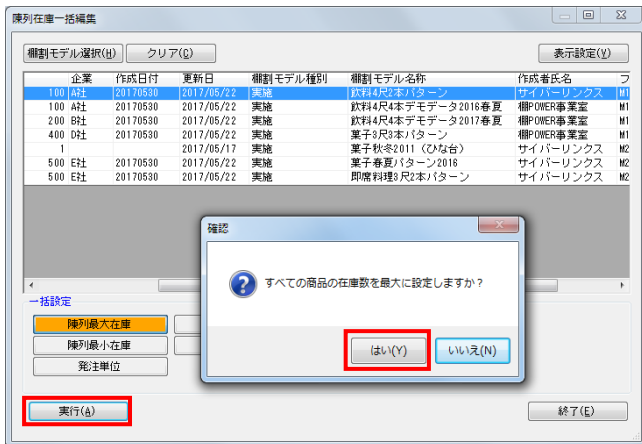 陳列在庫一括編集
棚割モデル選択(H) クリア(C) 表示設定(V)
企業 作成日付 更新日 棚割モデル種別 棚割モデル名称 作成者氏名 フ
100 A社 20170530 2017/05/22 実施 飲料4尺2本デモデータ サイバーリンクス M1
100 A社 20170530 2017/05/22 実施 飲料4尺4本デモデータ2016春夏 棚POWER事業室 M1
200 B社 20170530 2017/05/22 実施 飲料4尺4本デモデータ2017春夏 棚POWER事業室 M1
400 D社 20170530 2017/05/22 実施 菓子3尺3本パターン 棚POWER事業室 M1
1 2017/05/17 実施 菓子秋冬2011（ひな台） サイバーリンクス M2
500 E社 20170530 2017/05/22 実施 菓子春夏パターン2016 サイバーリンクス M2
500 E社 20170530 2017/05/22 実施 即席料理3尺2本パターン サイバーリンクス M2
確認
すべての商品の在庫数を最大に設定しますか？
はい(Y) いいえ(N)
一括設定
陳列最大在庫
陳列最小在庫
発注単位
実行(A) 終了(E)